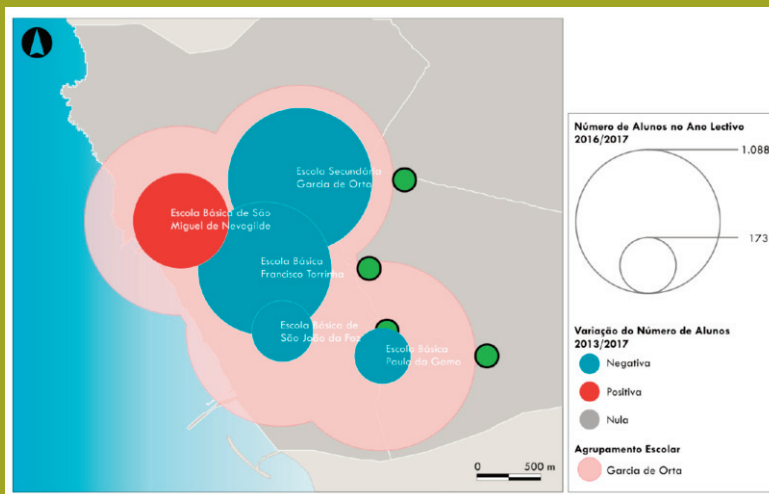 Escola Secundária
Garcia de Orta
Escola Básica de São
Miguel de Nevogilde
Escola Básica
Francisco Torrinha
Escola Básica de
São João da Foz
Escola Básica
Paulo da Gama
0 500 m
Número de Alunos no Ano Lectivo
2016/2017
1.088
173
Variação do Número de Alunos
2013/2017
Negativa
Positiva
Nula
Agrupamento Escolar
Garcia de Orta